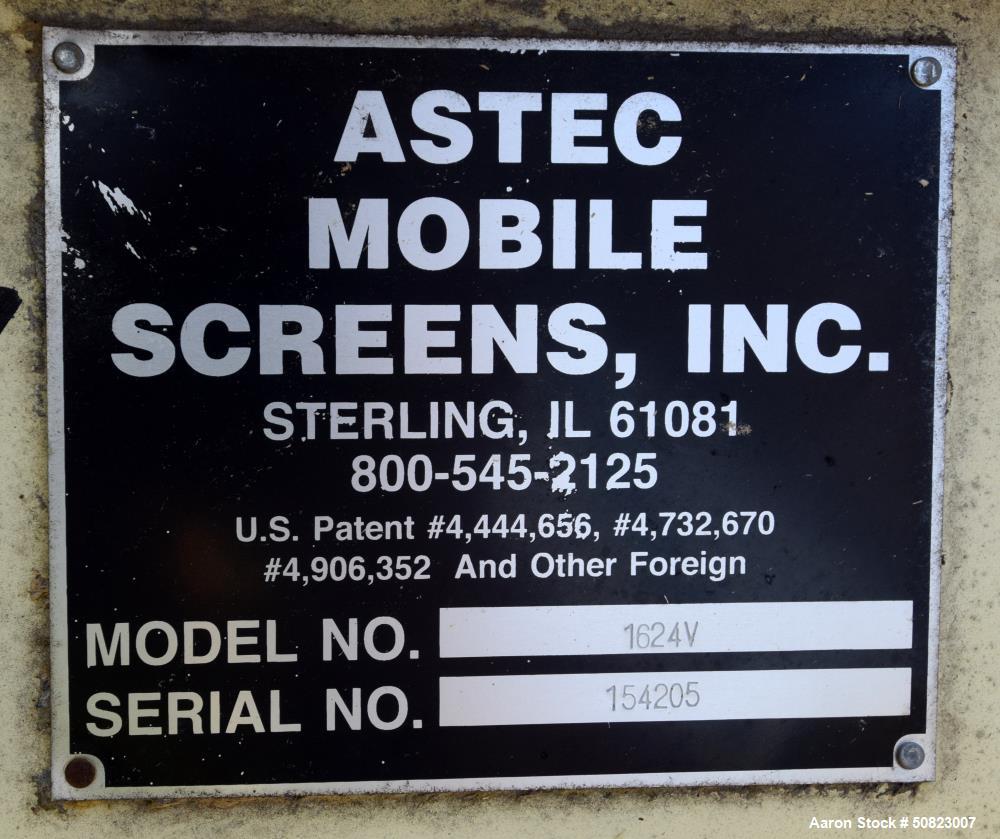 ASTEC
MOBILE
SCREENS, INC.
STERLING, IL 61081
800-545-2125
U.S. Patent #4,444,656, #4,732,670
#4,906,352 And Other Foreign
MODEL NO. 1624V
SERIAL NO. 154205
Aaron Stock # 50823007